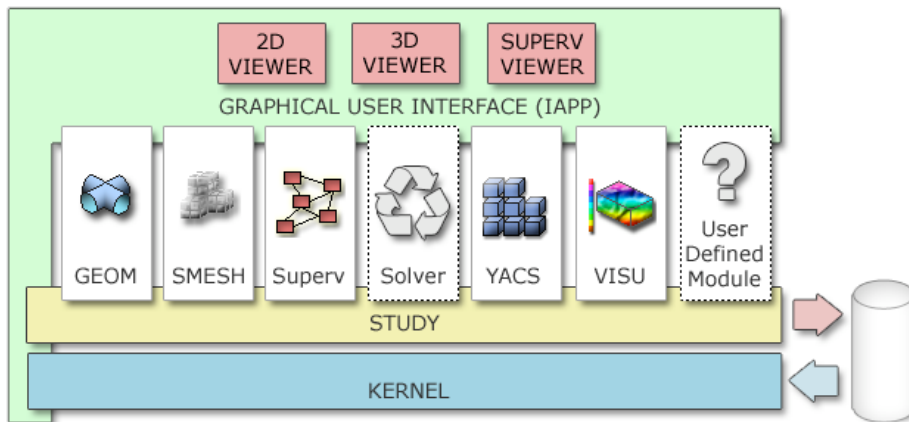 2D
VIEWER
3D
VIEWER
SUPERV
VIEWER
GRAPHICAL USER INTERFACE (IAPP)
GEOM
SMESH
Superv
Solver
YACS
VISU
User
Defined
Module
STUDY
KERNEL